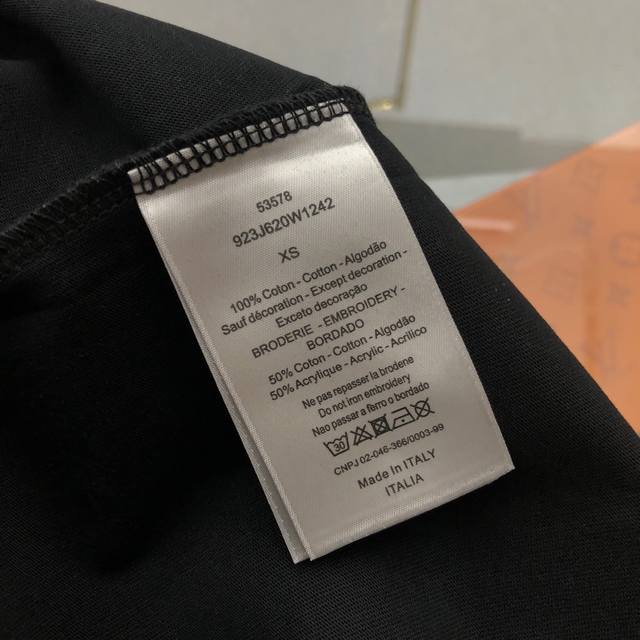 53578
923J620W1242
XS
100% Coton - Cotton - Algodão
Sauf décoration - Except decoration -
Exceto decoração
BRODERIE - EMBROIDERY -
BORDADO
50% Coton - Cotton - Algodão
50% Acrylique - Acrylic - Acrilico
Ne pas repasser la broderie
Do not iron embroidery
Nao passar a ferro o bordado
30
CNPJ 02-046-366/0003-99
Made in ITALY
ITALIA